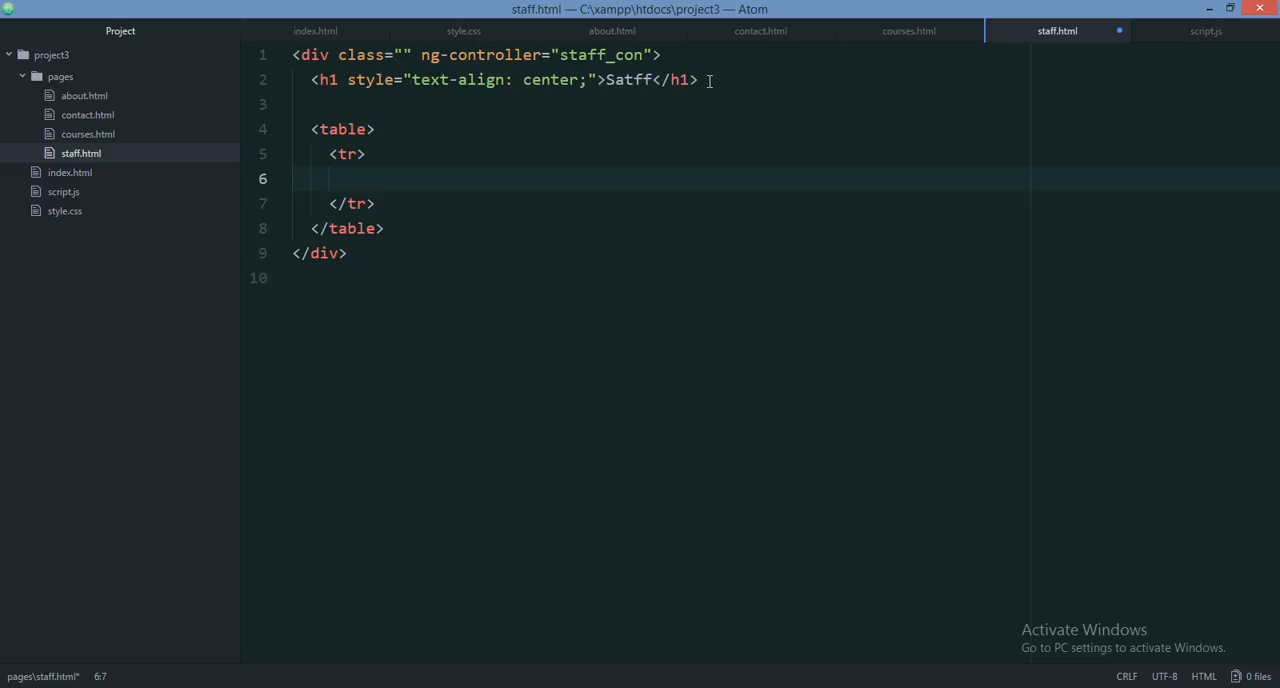 staff.html — C:\xampp\htdocs\project3 — Atom
Project
index.html
style.css
about.html
contact.html
courses.html
staff.html
script.js
project3
pages
about.html
contact.html
courses.html
staff.html
index.html
script.js
style.css
1 <div class="" ng-controller="staff_con">
2 <h1 style="text-align: center;">Satff</h1>
3
4 <table>
5 <tr>
6
7 </tr>
8 </table>
9 </div>
10
Activate Windows
Go to PC settings to activate Windows.
pages\staff.html* 6:7
CRLF UTF-8 HTML 0 files